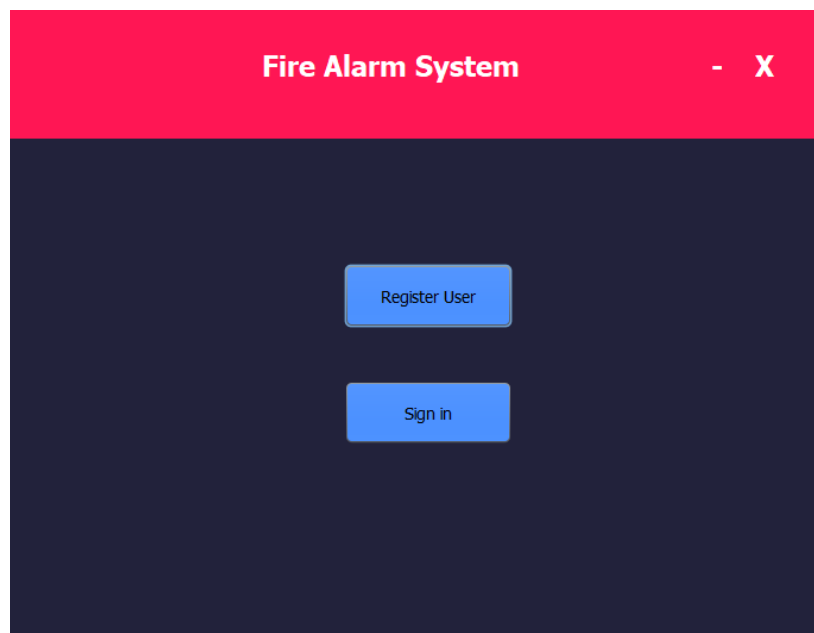 Fire Alarm System - X
Register User
Sign in